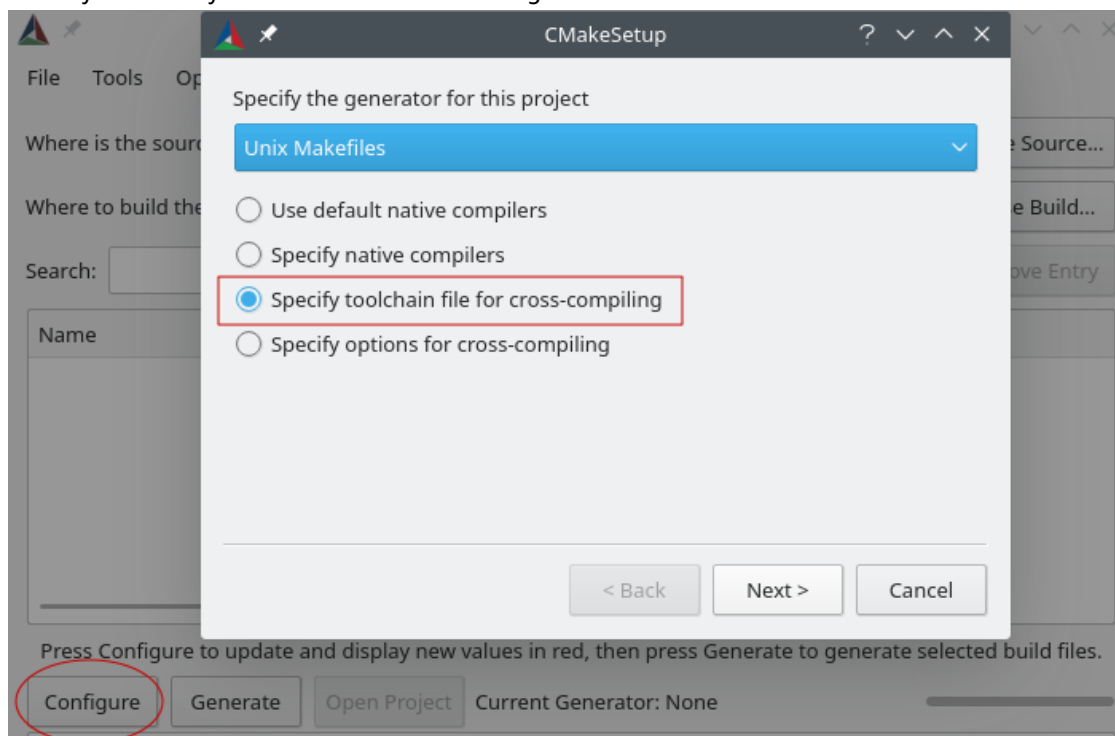 CMakeSetup
File Tools Op
Specify the generator for this project
Where is the sourc
Unix Makefiles
Source...
Where to build the
Use default native compilers
e Build...
Specify native compilers
Search:
ove Entry
Specify toolchain file for cross-compiling
Name
Specify options for cross-compiling
< Back Next > Cancel
Press Configure to update and display new values in red, then press Generate to generate selected build files.
Configure Generate Open Project Current Generator: None